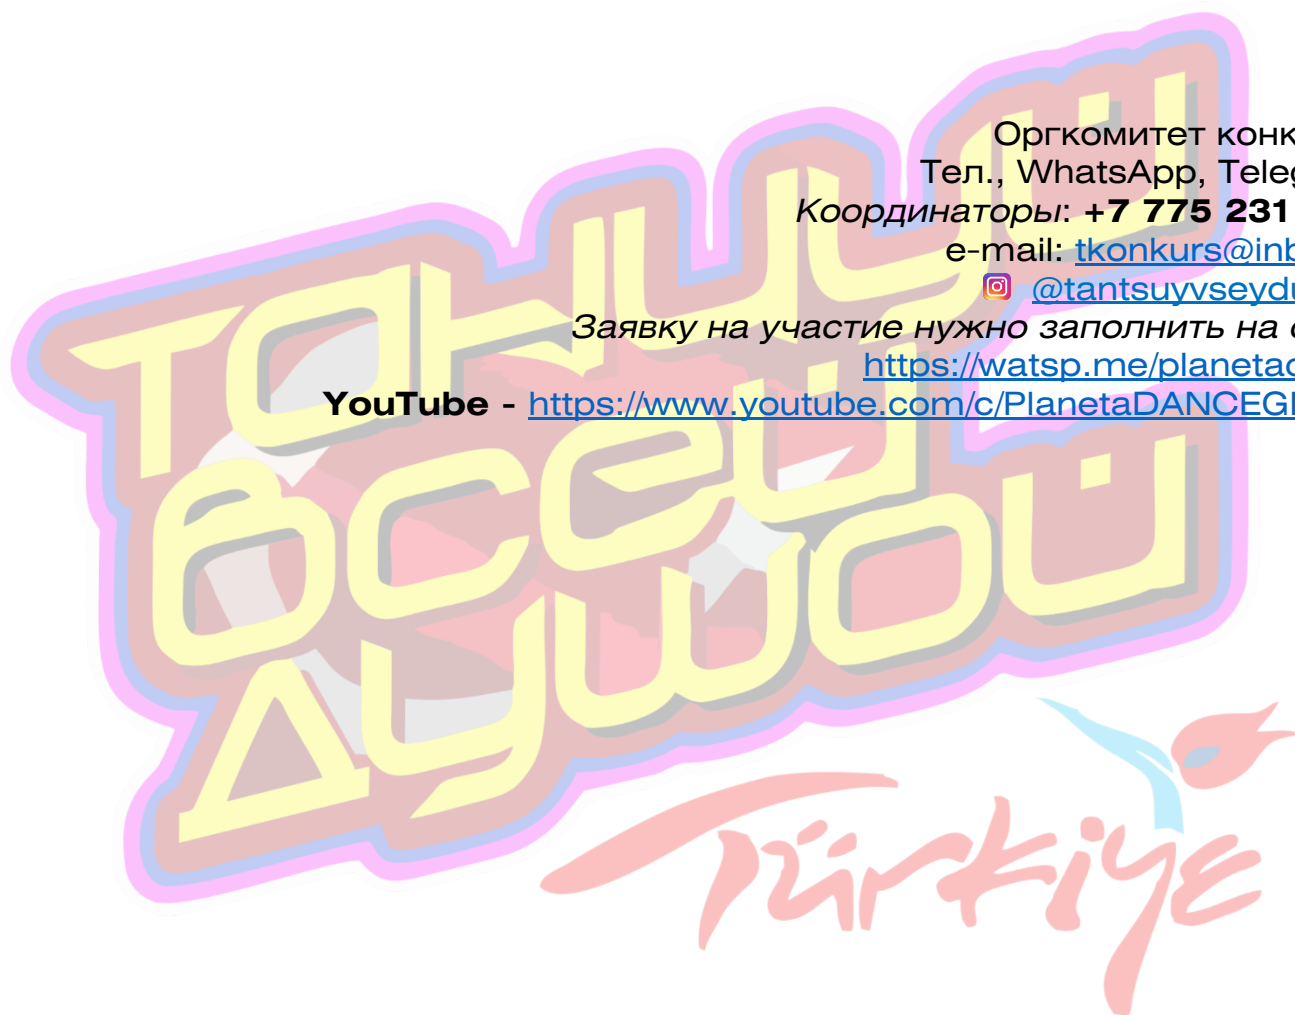 Оргкомитет конк
Тел., WhatsApp, Teleg
Координаторы: +7 775 231
e-mail: tkonkurs@inb
@tantsuyvseydu
Заявку на участие нужно заполнить на с
https://watsp.me/planetad
YouTube - https://www.youtube.com/c/PlanetaDANCEGI
танцуй
всей
душой
Türkiye